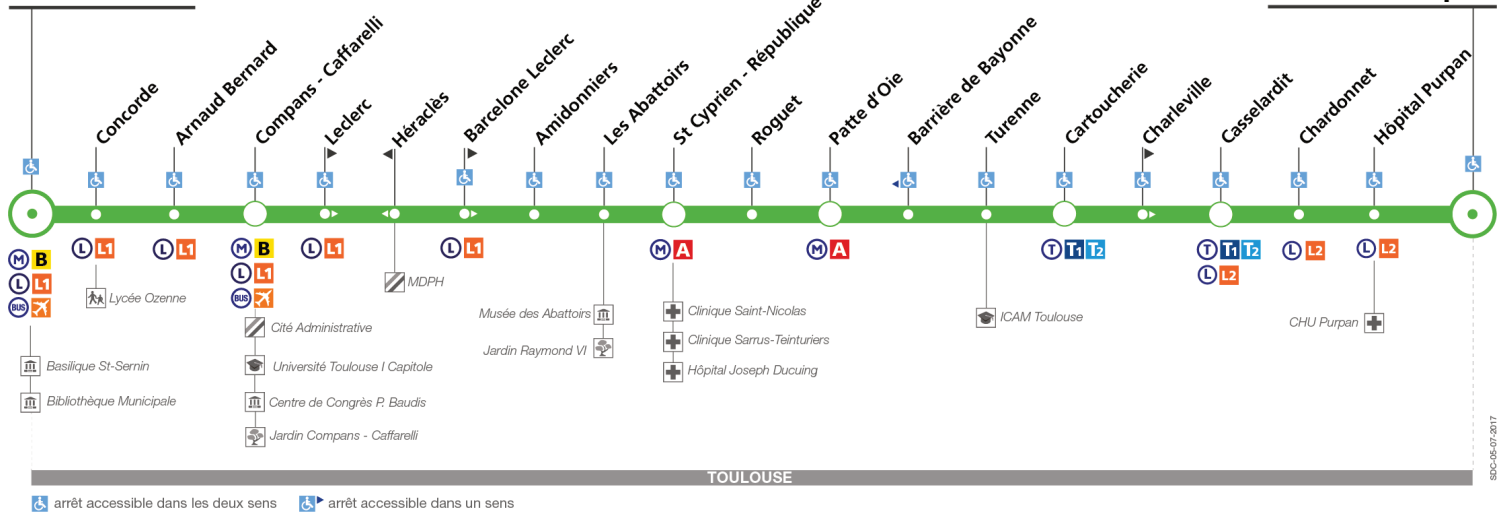 Concorde
Arnaud Bernard
Compans - Caffarelli
Leclerc
Héraclès
Barcelone Leclerc
Amidonniers
Les Abattoirs
St Cyprien - République
Roguet
Patte d'Oie
Barrière de Bayonne
Turenne
Cartoucherie
Charleville
Casselardit
Chardonnet
Hôpital Purpan
M B
L L1
BUS
L L1
L L1
M B
L L1
BUS
L L1
L L1
M A
M A
T T1 T2
T T1 T2
L L2
L L2
L L2
Basilique St-Sernin
Bibliothèque Municipale
Lycée Ozenne
Cité Administrative
Université Toulouse I Capitole
Centre de Congrès P. Baudis
Jardin Compans - Caffarelli
MDPH
Musée des Abattoirs
Jardin Raymond VI
Clinique Saint-Nicolas
Clinique Sarrus-Teinturiers
Hôpital Joseph Ducuing
ICAM Toulouse
CHU Purpan
SDC-05-07-2017
TOULOUSE
arrêt accessible dans les deux sens
arrêt accessible dans un sens